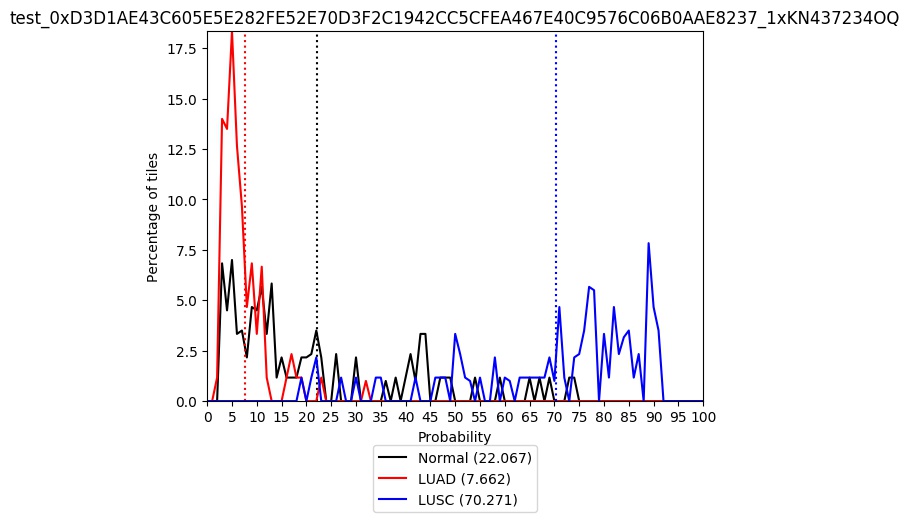 test_0xD3D1AE43C605E5E282FE52E70D3F2C1942CC5CFEA467E40C9576C06B0AAE8237_1xKN437234OQ
17.5
15.0
12.5
10.0
7.5
5.0
2.5
0.0
Percentage of tiles
0 5 10 15 20 25 30 35 40 45 50 55 60 65 70 75 80 85 90 95 100
Probability
Normal (22.067)
LUAD (7.662)
LUSC (70.271)